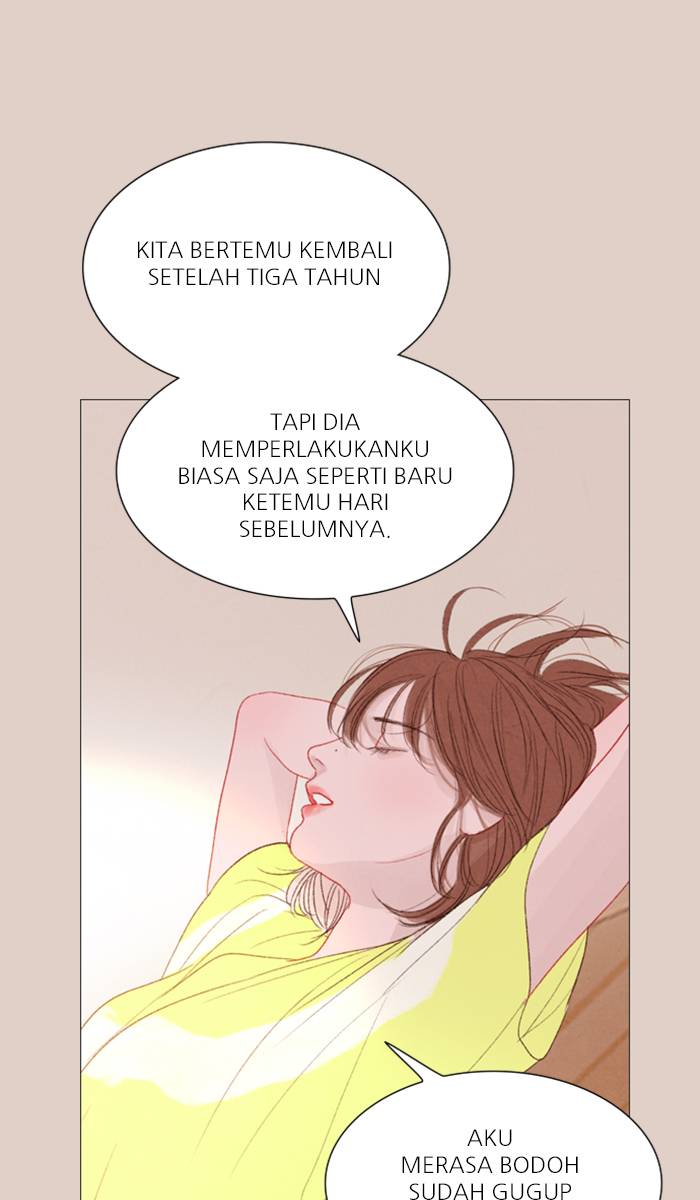 KITA BERTEMU KEMBALI
SETELAH TIGA TAHUN
TAPI DIA
MEMPERLAKUKANKU
BIASA SAJA SEPERTI BARU
KETEMU HARI
SEBELUMNYA.
AKU
MERASA BODOH
SUDAH GUGUP